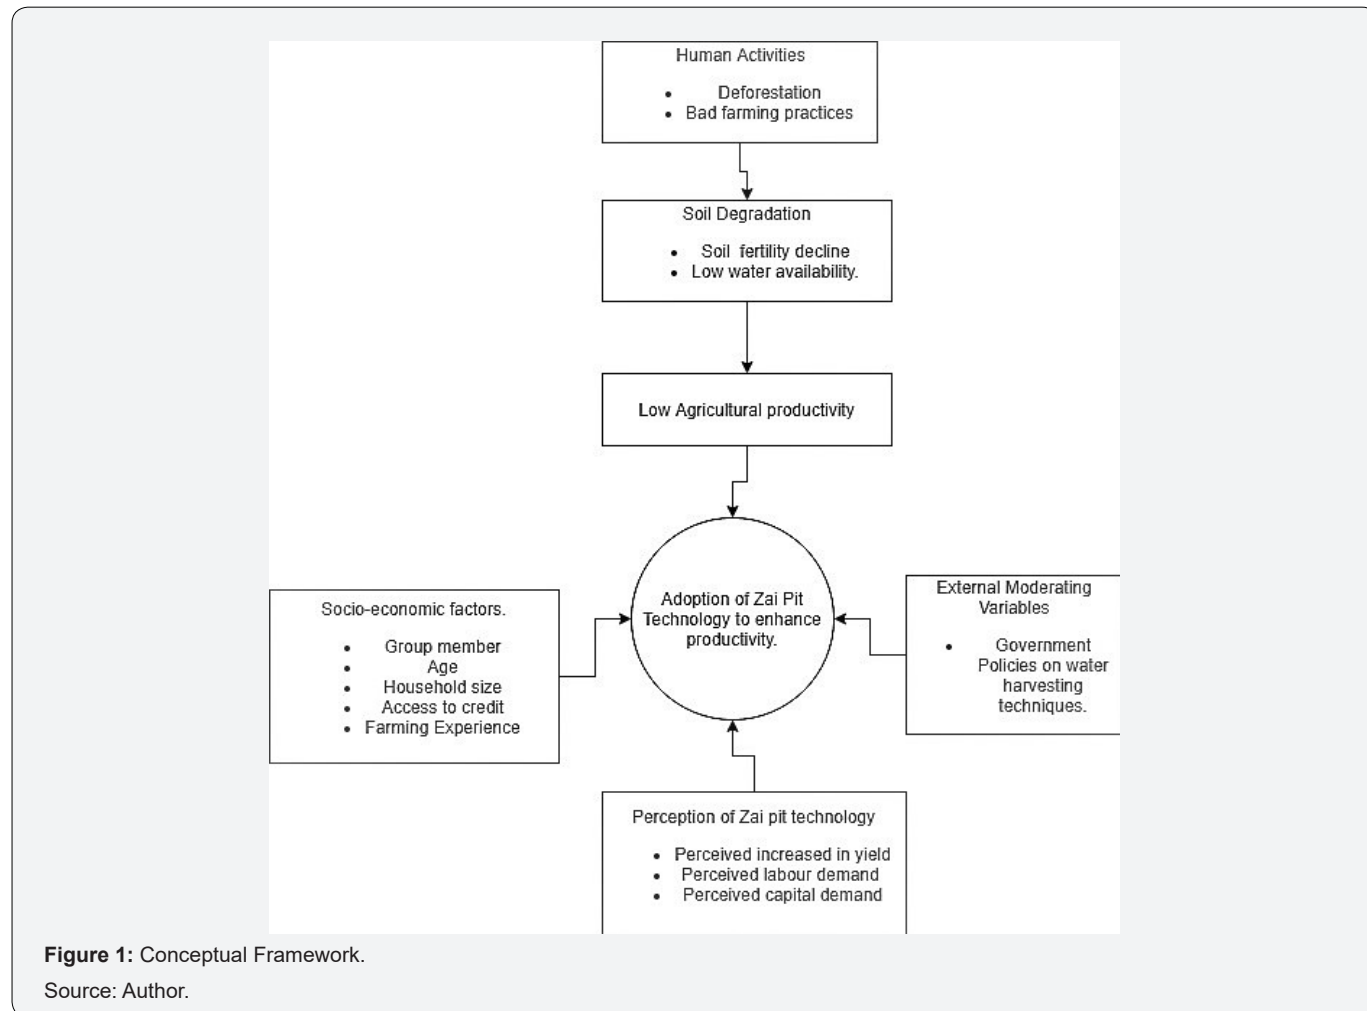 Human Activities
• Deforestation
• Bad farming practices
Soil Degradation
• Soil fertility decline
• Low water availability.
Low Agricultural productivity
Adoption of Zai Pit
Technology to enhance
productivity.
Socio-economic factors.
• Group member
• Age
• Household size
• Access to credit
• Farming Experience
External Moderating
Variables
• Government
Policies on water
harvesting
techniques.
Perception of Zai pit technology
• Perceived increased in yield
• Perceived labour demand
• Perceived capital demand
Figure 1: Conceptual Framework.
Source: Author.